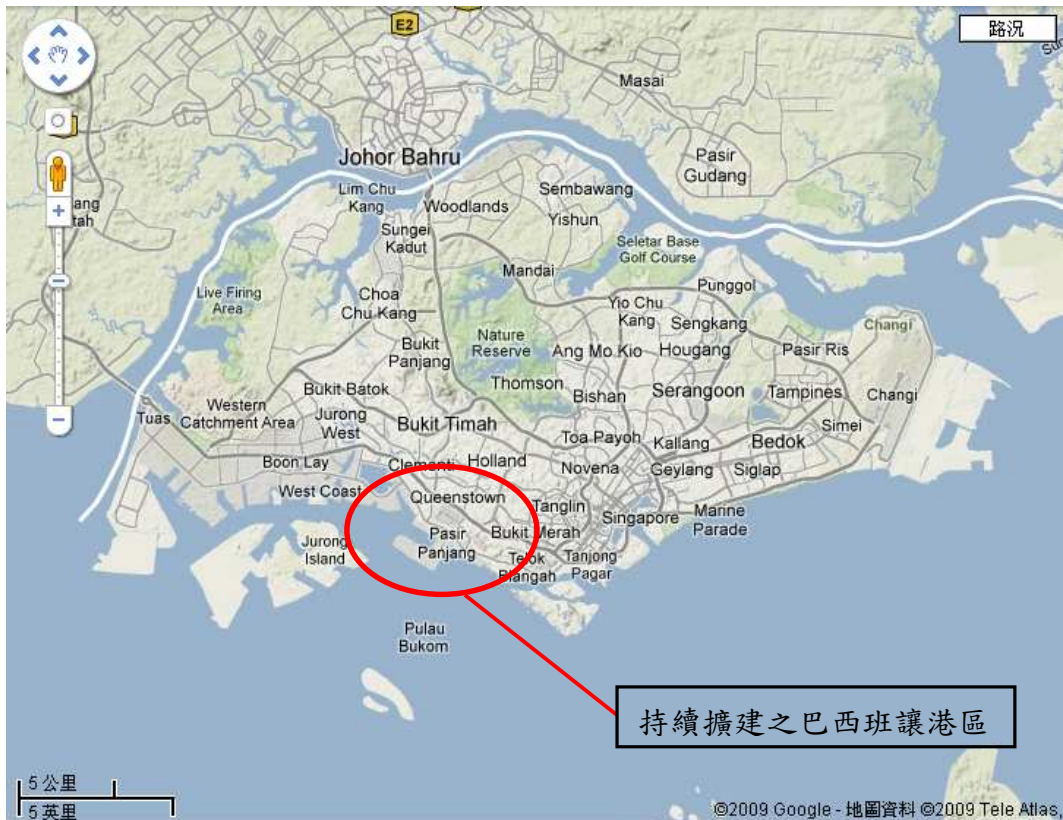 E2
路況
Masai
Johor Bahru
Pasir
Gudang
Lim Chu
Kang
Woodlands
Sembawang
Yishun
Sungei
Kadut
Seletar Base
Golf Course
Mandai
Punggol
Live Firing
Area
Choa
Chu Kang
Yio Chu
Kang
Sengkang
Changi
Nature
Reserve
Bukit
Panjang
Ang Mo Kio
Hougang
Pasir Ris
Thomson
Bukit Batok
Bishan
Serangoon
Tampines
Changi
Western
Catchment Area
Tuas
Jurong
West
Bukit Timah
Simei
Toa Payoh
Kallang
Bedok
Boon Lay
Clementi
Holland
Novena
Geylang
Siglap
West Coast
Queenstown
Tanglin
Singapore
Marine
Parade
Pasir
Panjang
Bukit Merah
Jurong
Island
Telok
Blangah
Tanjong
Pagar
Pulau
Bukom
持續擴建之巴西班讓港區
5 公里
5 英里
©2009 Google - 地圖資料 ©2009 Tele Atlas